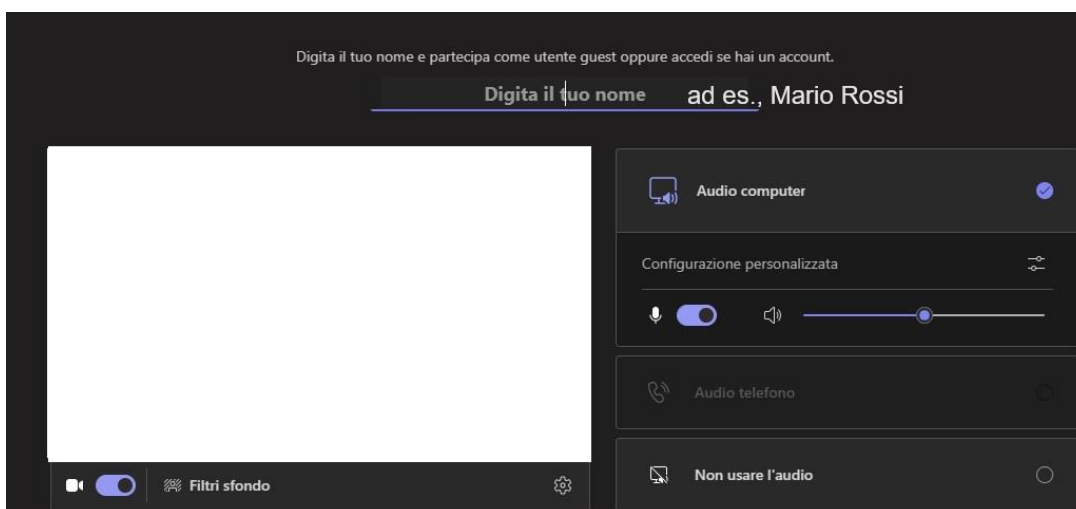 Digita il tuo nome e partecipa come utente guest oppure accedi se hai un account.
Digita il tuo nome ad es., Mario Rossi
Audio computer
Configurazione personalizzata
Audio telefono
Filtri sfondo
Non usare l'audio